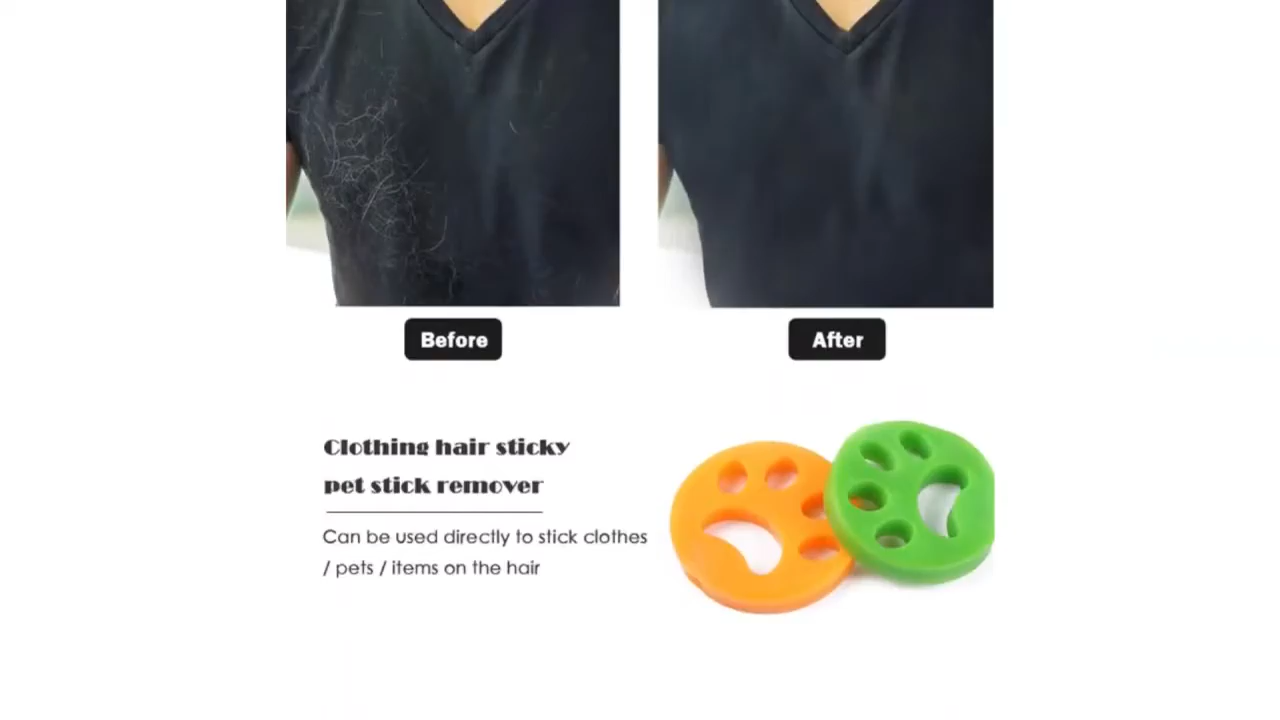 Before
After
Clothing hair sticky
pet stick remover
Can be used directly to stick clothes
/ pets / items on the hair